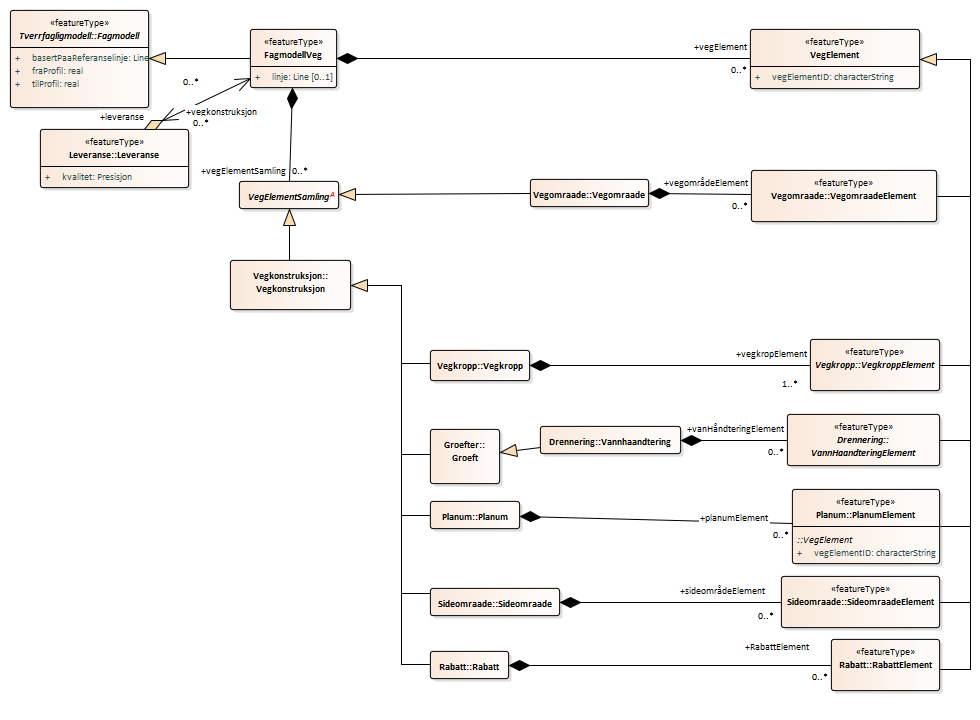 «featureType»
Tverrfagligmodell::Fagmodell
+ basertPaaReferanselinje: Line
+ fraProfil: real
+ tilProfil: real
«featureType»
FagmodellVeg
+ linje: Line [0..1]
+vegElement
0..*
«featureType»
VegElement
+ vegElementID: characterString
0..*
+leveranse
+vegkonstruksjon
0..*
«featureType»
Leveranse::Leveranse
+ kvalitet: Presisjon
+vegElementSamling
0..*
VegElementSamling
Vegomraade::Vegomraade
+vegområdeElement
0..*
«featureType»
Vegomraade::VegomraadeElement
Vegkonstruksjon::
Vegkonstruksjon
Vegkropp::Vegkropp
+vegkropElement
1..*
«featureType»
Vegkropp::VegkroppElement
Groefter::
Groeft
Drennering::Vannhaandtering
+vanHåndteringElement
0..*
«featureType»
Drennering::
VannHaandteringElement
Planum::Planum
+planumElement
0..*
«featureType»
Planum::PlanumElement
::VegElement
+ vegElementID: characterString
Sideomraade::Sideomraade
+sideområdeElement
0..*
«featureType»
Sideomraade::SideomraadeElement
Rabatt::Rabatt
+RabattElement
0..*
«featureType»
Rabatt::RabattElement